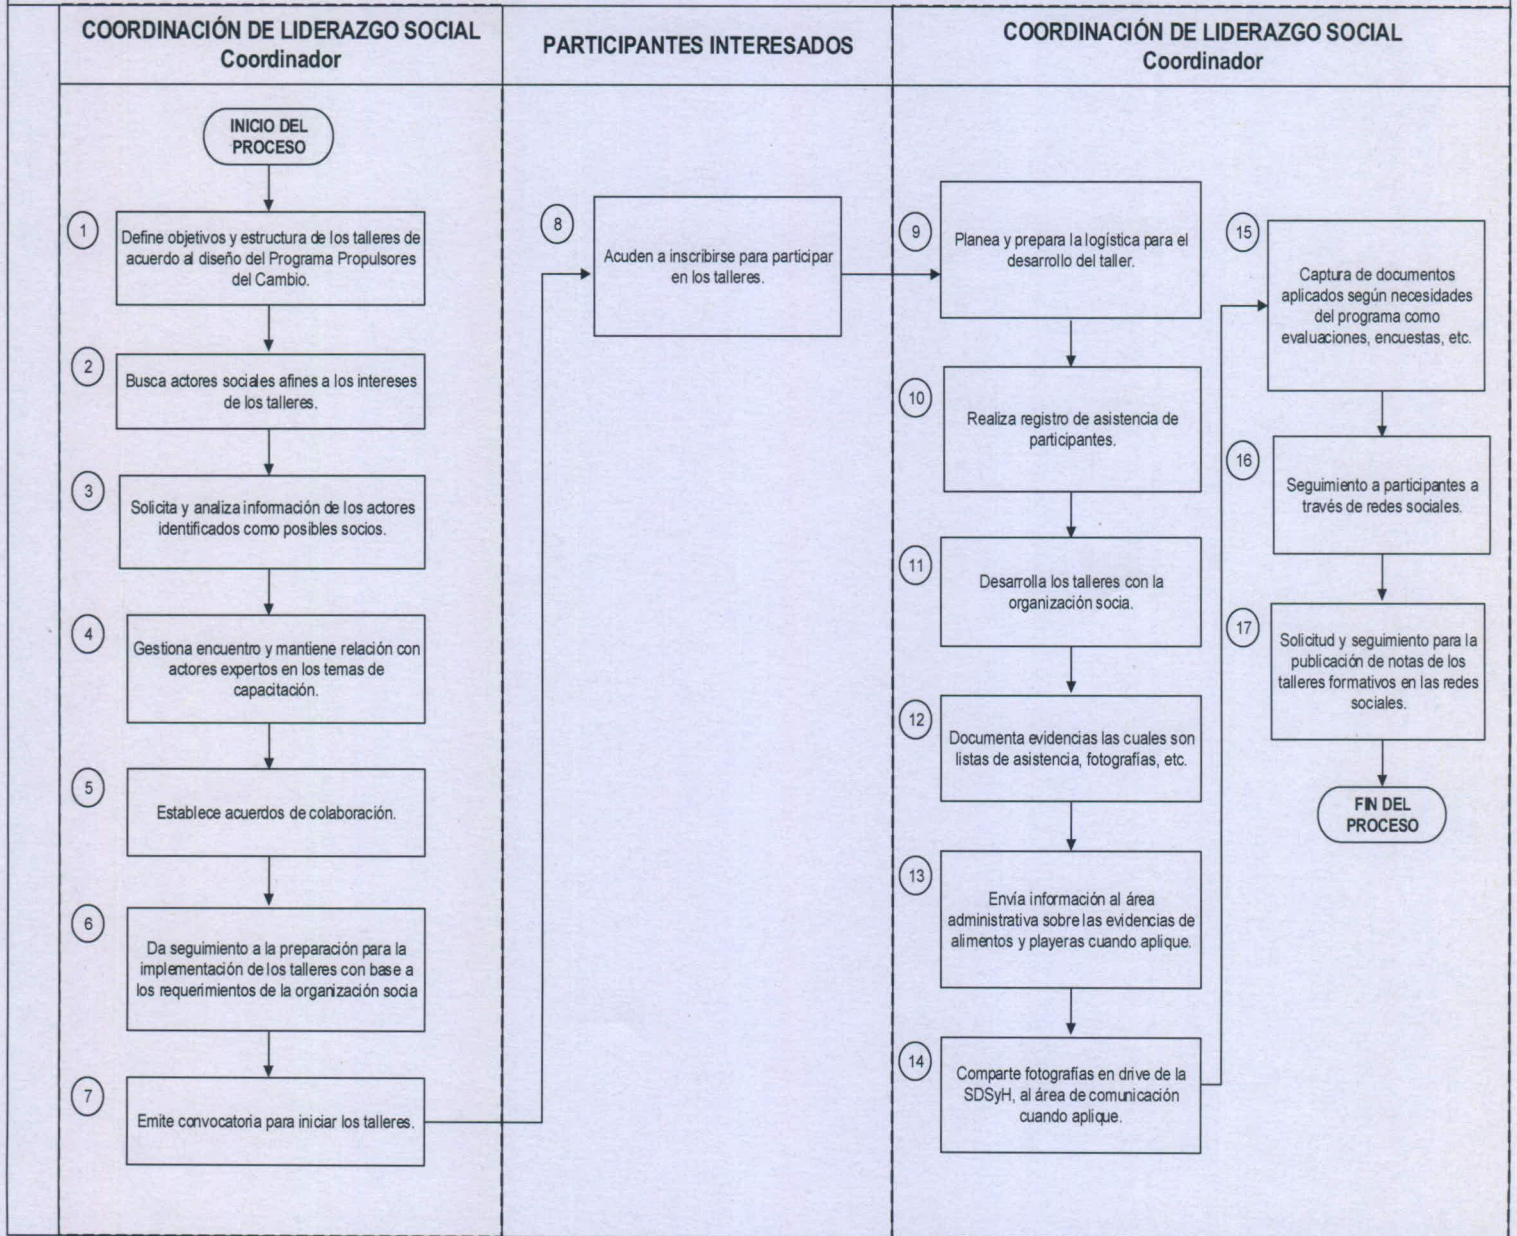 COORDINACIÓN DE LIDERAZGO SOCIAL
Coordinador
PARTICIPANTES INTERESADOS
COORDINACIÓN DE LIDERAZGO SOCIAL
Coordinador
INICIO DEL
PROCESO
1
Define objetivos y estructura de los talleres de
acuerdo al diseño del Programa Propulsores
del Cambio.
2
Busca actores sociales afines a los intereses
de los talleres.
3
Solicita y analiza información de los actores
identificados como posibles socios.
4
Gestiona encuentro y mantiene relación con
actores expertos en los temas de
capacitación.
5
Establece acuerdos de colaboración.
6
Da seguimiento a la preparación para la
implementación de los talleres con base a
los requerimientos de la organización socia
7
Emite convocatoria para iniciar los talleres.
8
Acuden a inscribirse para participar
en los talleres.
9
Planea y prepara la logística para el
desarrollo del taller.
10
Realiza registro de asistencia de
participantes.
11
Desarrolla los talleres con la
organización socia.
12
Documenta evidencias las cuales son
listas de asistencia, fotografías, etc.
13
Envía información al área
administrativa sobre las evidencias de
alimentos y playeras cuando aplique.
14
Comparte fotografías en drive de la
SDSyH, al área de comunicación
cuando aplique.
15
Captura de documentos
aplicados según necesidades
del programa como
evaluaciones, encuestas, etc.
16
Seguimiento a participantes a
través de redes sociales.
17
Solicitud y seguimiento para la
publicación de notas de los
talleres formativos en las redes
sociales.
FIN DEL
PROCESO